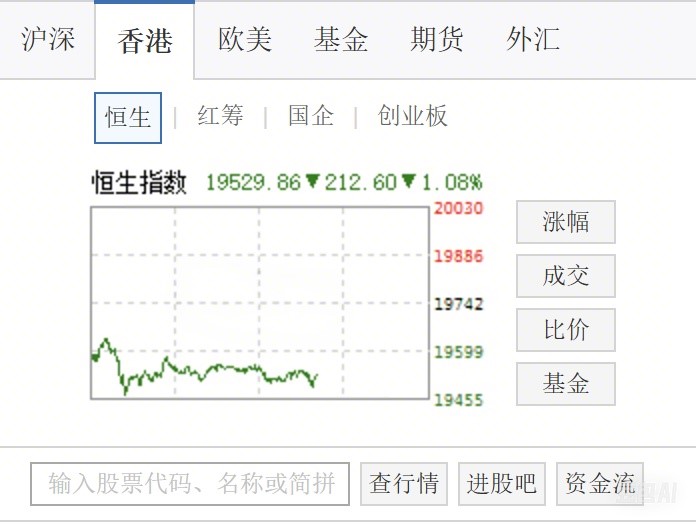 沪深 香港 欧美 基金 期货 外汇
恒生 | 红筹 | 国企 | 创业板
恒生指数 19529.86▼212.60▼1.08%
20030
19886
19742
19599
19455
涨幅
成交
比价
基金
输入股票代码、名称或简拼 查行情 进股吧 资金流